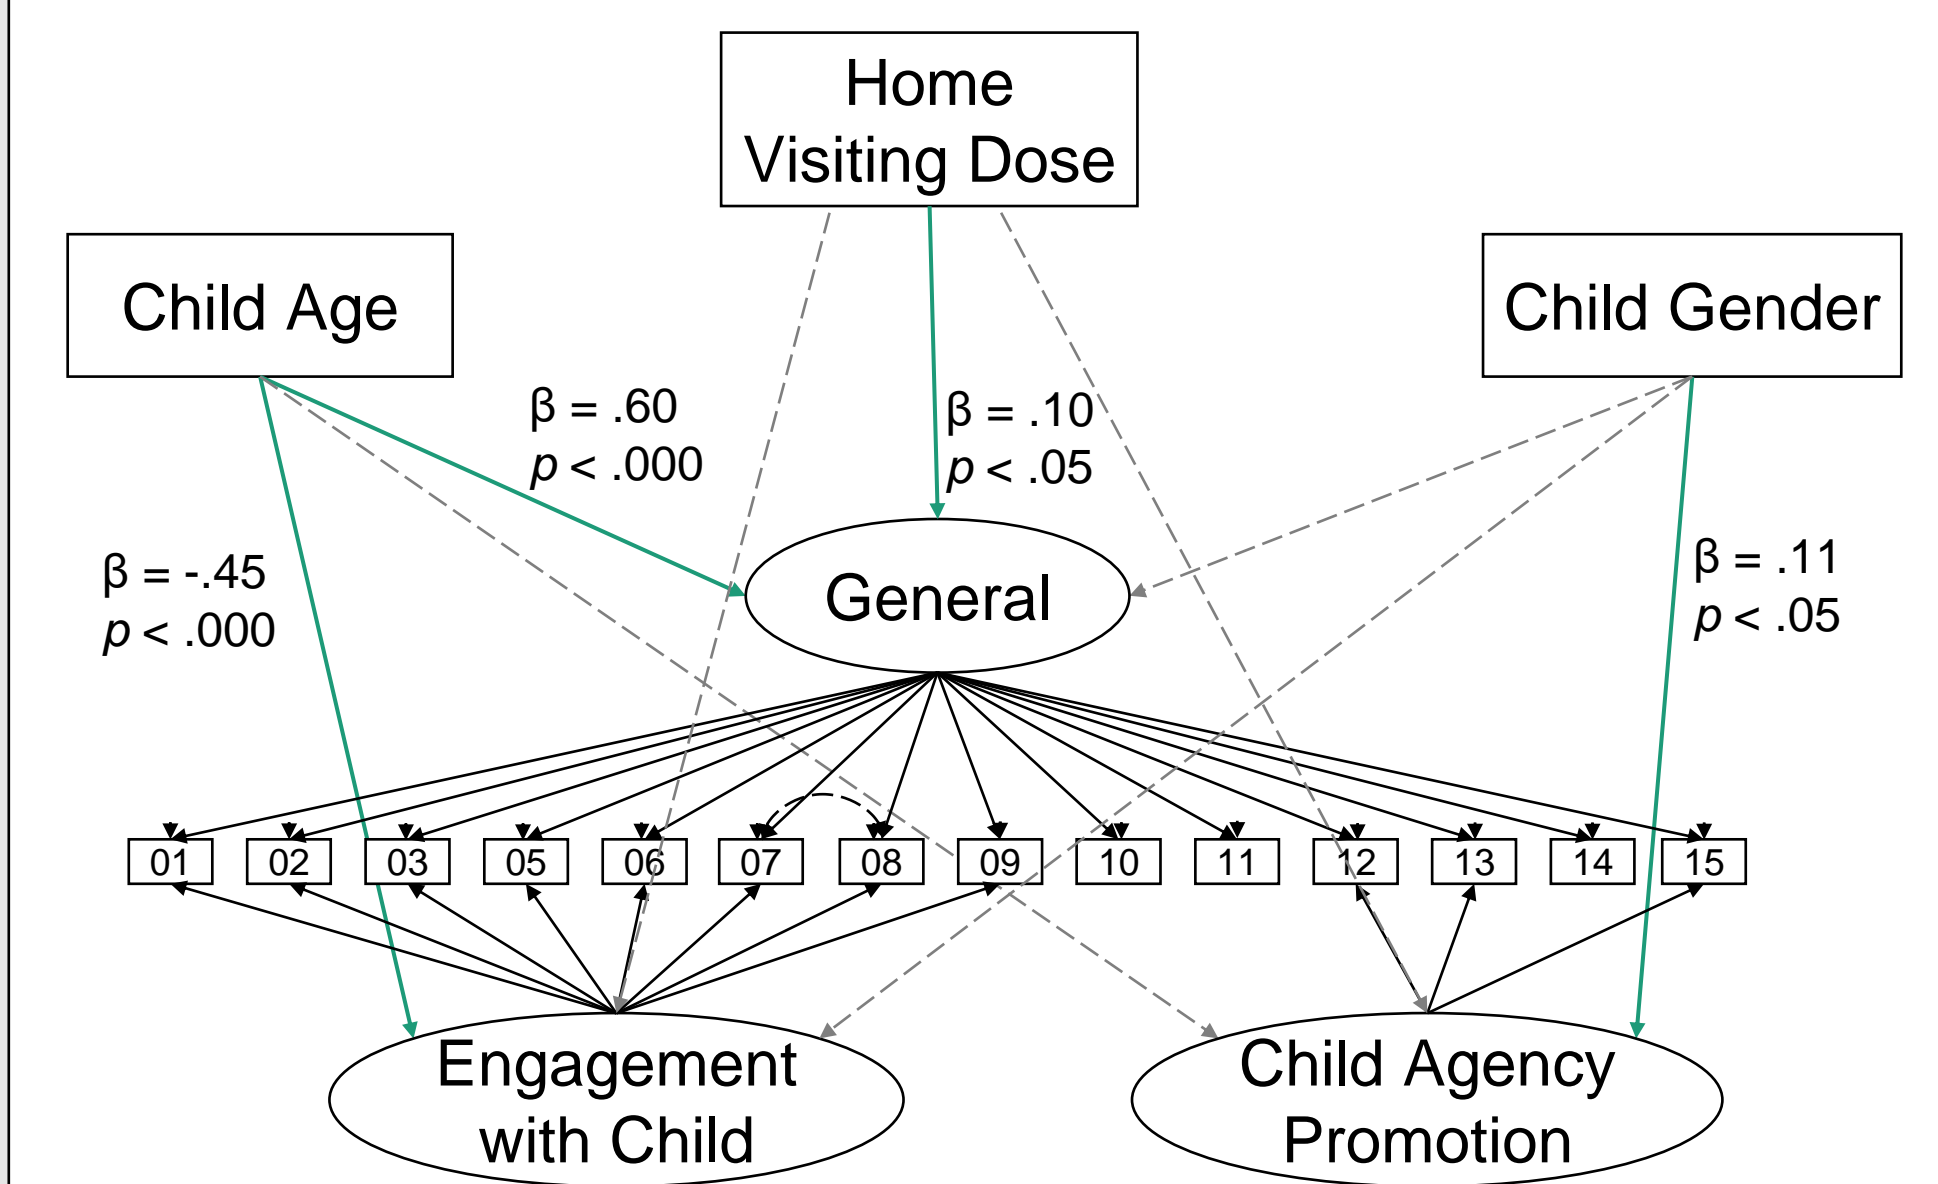 Home
Visiting Dose
Child Age
Child Gender
β = .60
p < .000
β = .10
p < .05
β = -.45
p < .000
β = .11
p < .05
General
01 02 03 05 06 07 08 09 10 11 12 13 14 15
Engagement
with Child
Child Agency
Promotion